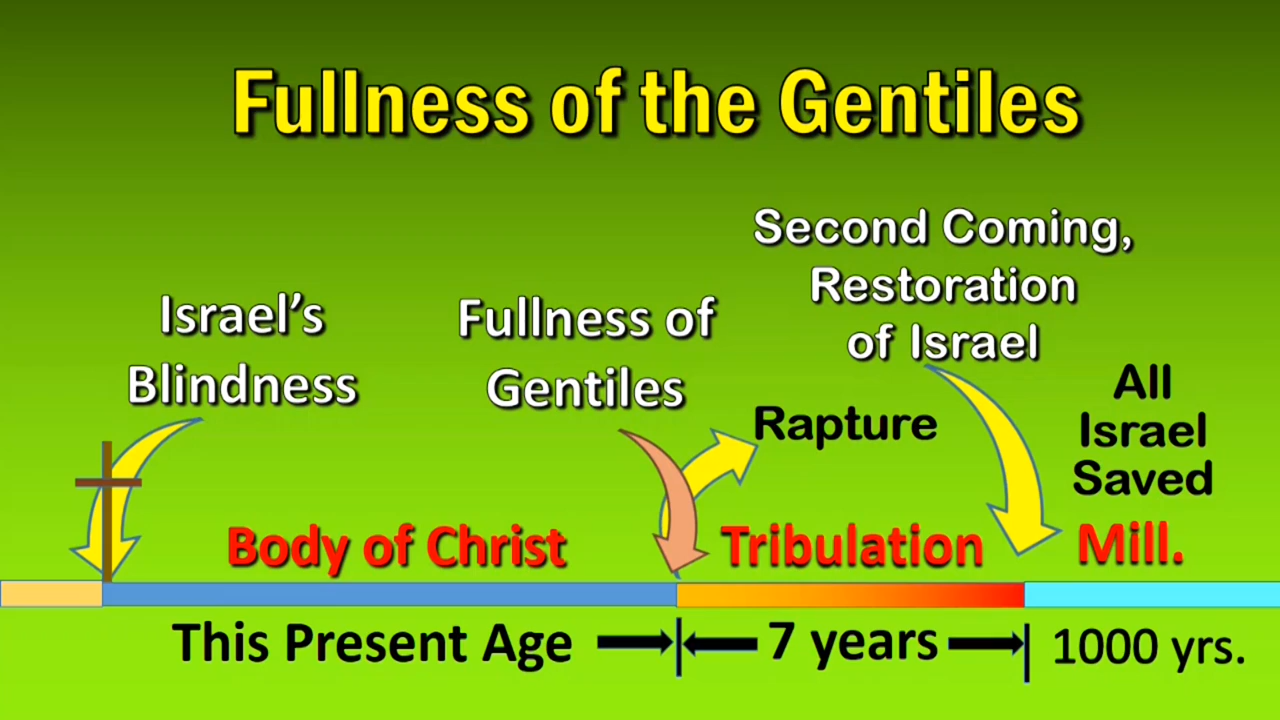 Fullness of the Gentiles
Second Coming,
Restoration
of Israel
Israel’s
Blindness
Fullness of
Gentiles
Rapture
All
Israel
Saved
Body of Christ
Tribulation
Mill.
This Present Age
7 years
1000 yrs.